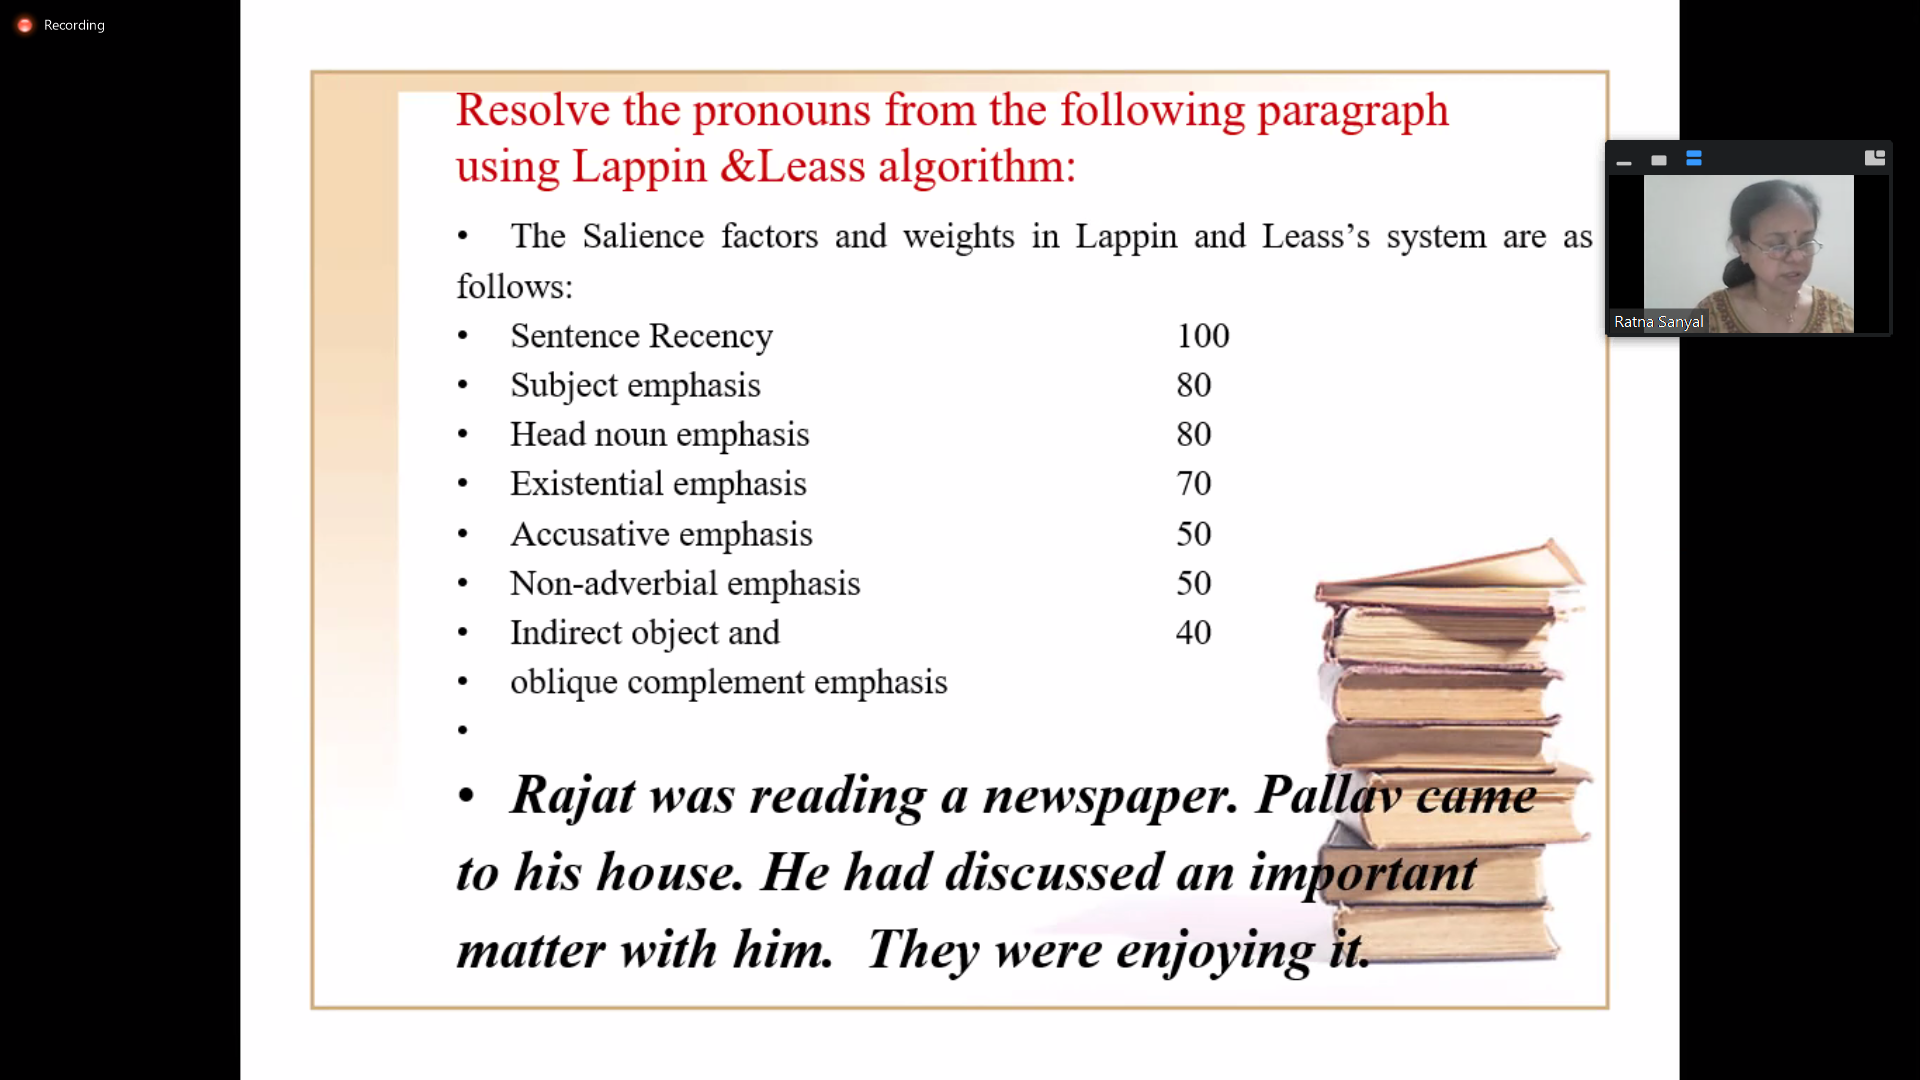 Recording
Resolve the pronouns from the following paragraph
using Lappin &Leass algorithm:
• The Salience factors and weights in Lappin and Leass’s system are as
follows:
• Sentence Recency 100
• Subject emphasis 80
• Head noun emphasis 80
• Existential emphasis 70
• Accusative emphasis 50
• Non-adverbial emphasis 50
• Indirect object and 40
• oblique complement emphasis
•
• Rajat was reading a newspaper. Pallav came
to his house. He had discussed an important
matter with him. They were enjoying it.
Ratna Sanyal